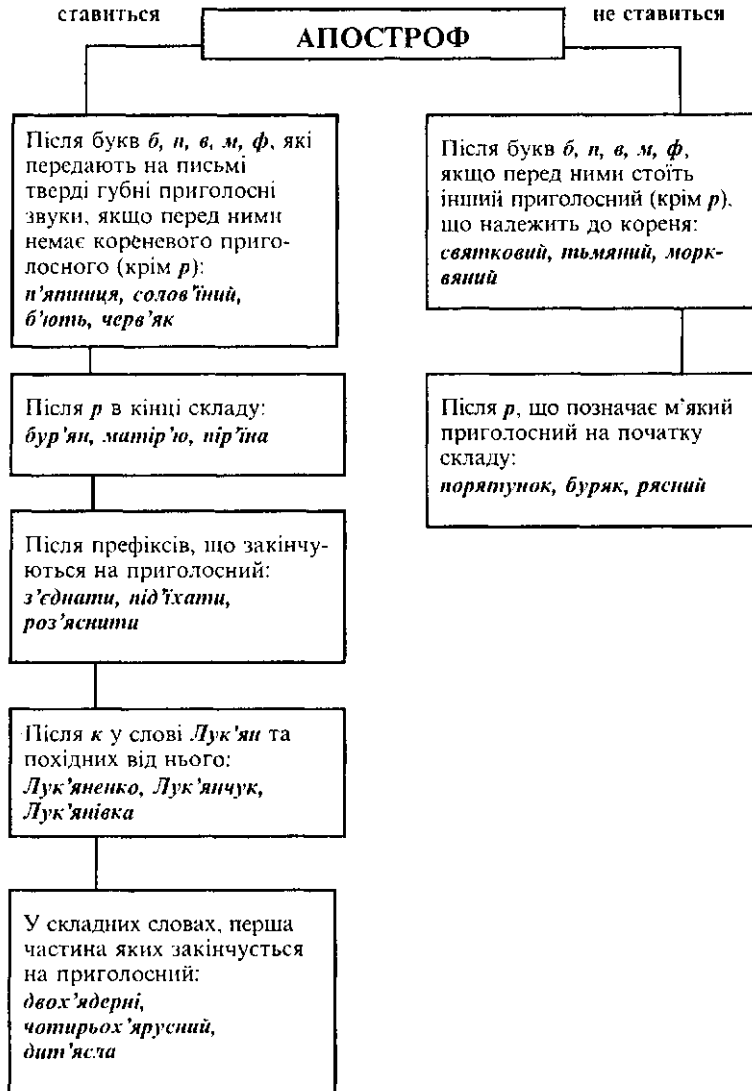 ставиться
АПОСТРОФ
не ставиться
Після букв б, п, в, м, ф, які
передають на письмі
тверді губні приголосні
звуки, якщо перед ними
немає кореневого приго-
лосного (крім р):
п'ятниця, солов'їний,
б'ють, черв'як
Після р в кінці складу:
бур'ян, матір'ю, пір'їна
Після префіксів, що закінчу-
ються на приголосний:
з'єднати, під'їхати,
роз'яснити
Після к у слові Лук'ян та
похідних від нього:
Лук'яненко, Лук'янчук,
Лук'янівка
У складних словах, перша
частина яких закінчується
на приголосний:
двох'ядерні,
чотирьох'ярусний,
дит'ясла
Після букв б, п, в, м, ф,
якщо перед ними стоїть
інший приголосний (крім р),
що належить до кореня:
святковий, тьмяний, морк-
вяний
Після р, що позначає м'який
приголосний на початку
складу:
порятунок, буряк, рясний